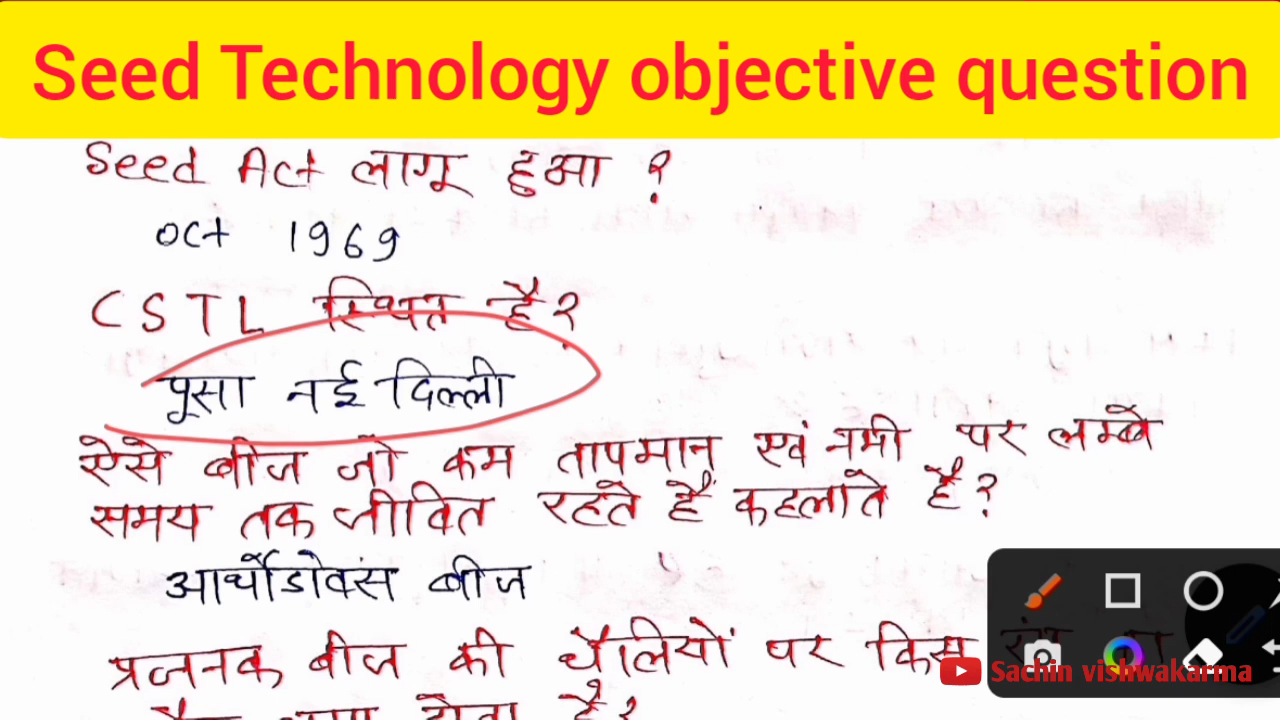 Seed Technology objective question
Seed Act लागू हुआ ?
Oct 1969
CSTL स्थित है ?
पूसा नई दिल्ली
ऐसे बीज जो कम तापमान एवं नमी पर लम्बे
समय तक जीवित रहते हैं कहलाते है ?
आर्थोडोक्स बीज
प्रजनक बीज की थैलियों पर किस
Sachin vishwakarma
है ?